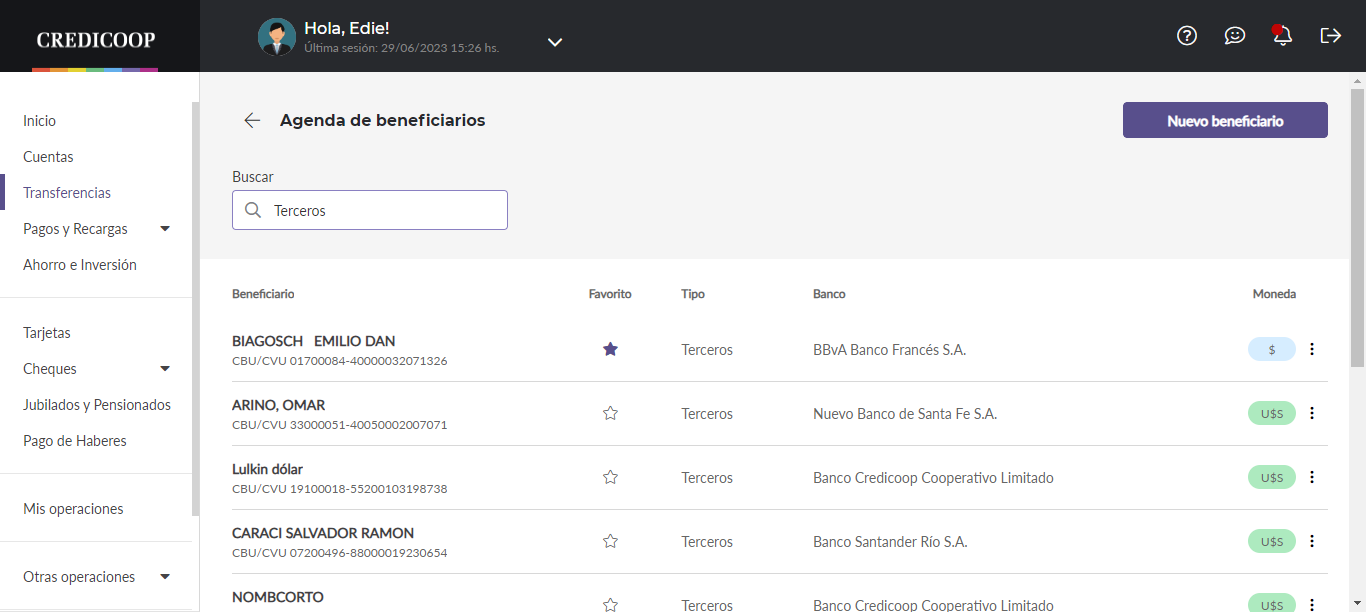 CREDICOOP
Hola, Edie!
Última sesión: 29/06/2023 15:26 hs.
Inicio
Cuentas
Transferencias
Pagos y Recargas
Ahorro e Inversión
Tarjetas
Cheques
Jubilados y Pensionados
Pago de Haberes
Mis operaciones
Otras operaciones
Agenda de beneficiarios
Nuevo beneficiario
Buscar
Terceros
Beneficiario Favorito Tipo Banco Moneda
BIAGOSCH EMILIO DAN
CBU/CVU 01700084-40000032071326
Terceros BBvA Banco Francés S.A. $
ARINO, OMAR
CBU/CVU 33000051-40050002007071
Terceros Nuevo Banco de Santa Fe S.A. U$S
Lulkin dólar
CBU/CVU 19100018-55200103198738
Terceros Banco Credicoop Cooperativo Limitado U$S
CARACI SALVADOR RAMON
CBU/CVU 07200496-88000019230654
Terceros Banco Santander Río S.A. U$S
NOMBCORTO
Terceros Banco Credicoop Cooperativo Limitado U$S